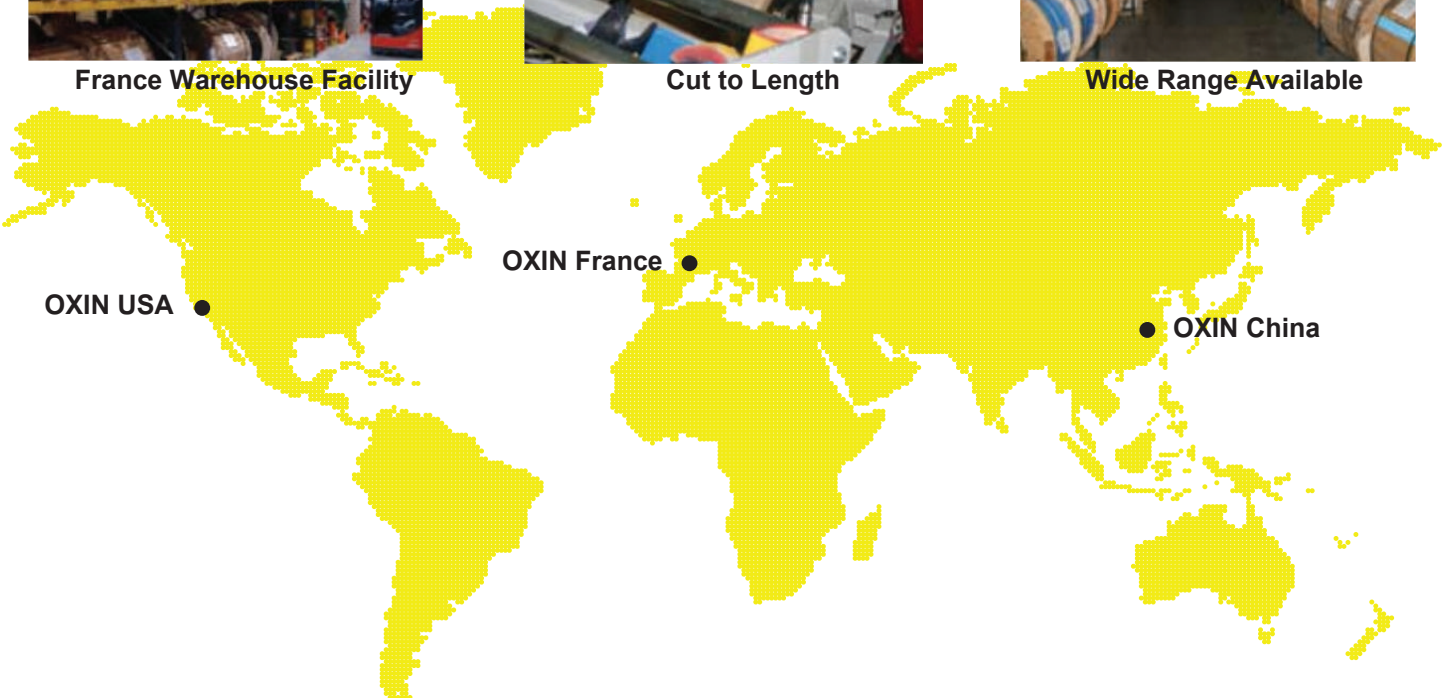 France Warehouse Facility
Cut to Length
Wide Range Available
OXIN France
OXIN USA
OXIN China